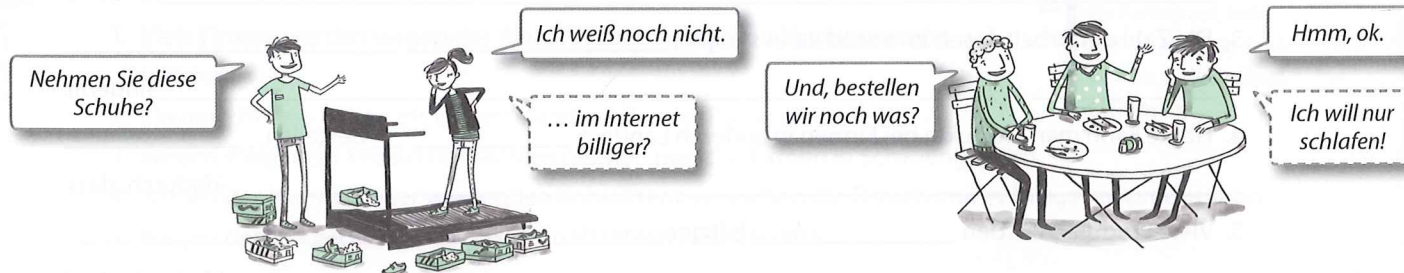 Nehmen Sie diese
Schuhe?
Ich weiß noch nicht.
… im Internet
billiger?
Und, bestellen
wir noch was?
Hmm, ok.
Ich will nur
schlafen!